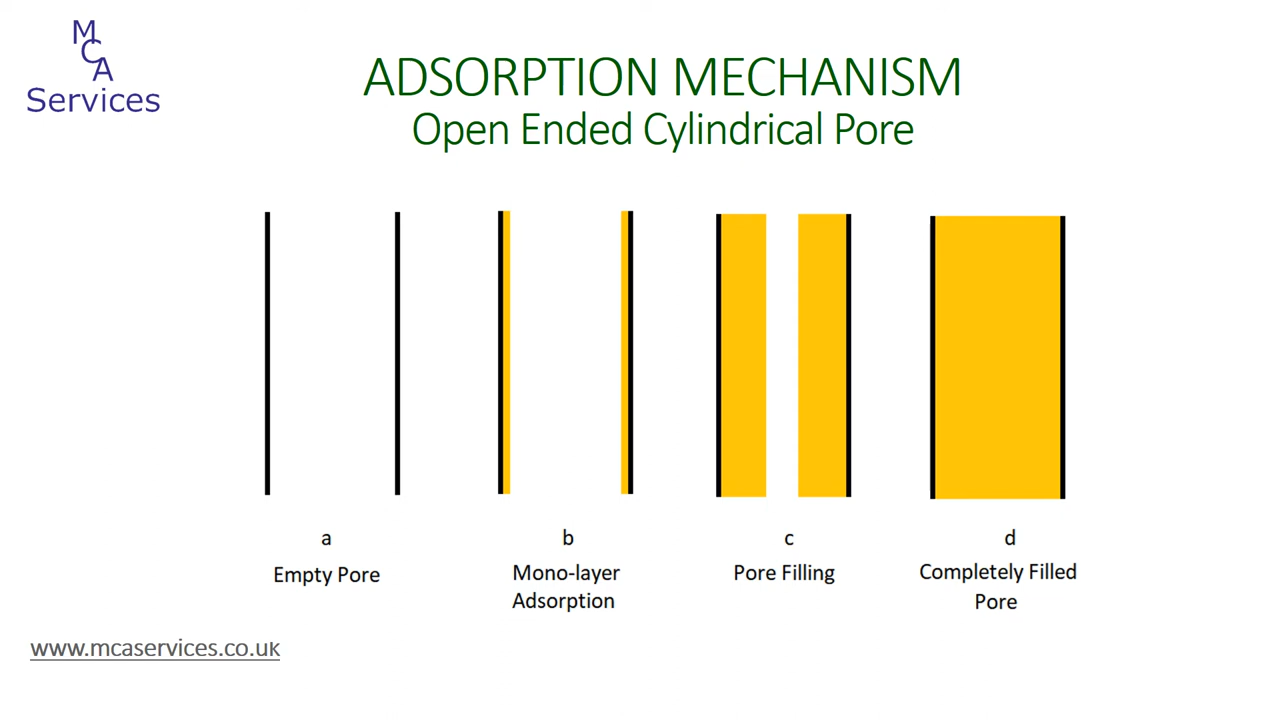 M
C
A
Services
ADSORPTION MECHANISM
Open Ended Cylindrical Pore
a
Empty Pore
b
Mono-layer
Adsorption
c
Pore Filling
d
Completely Filled
Pore
www.mcaservices.co.uk